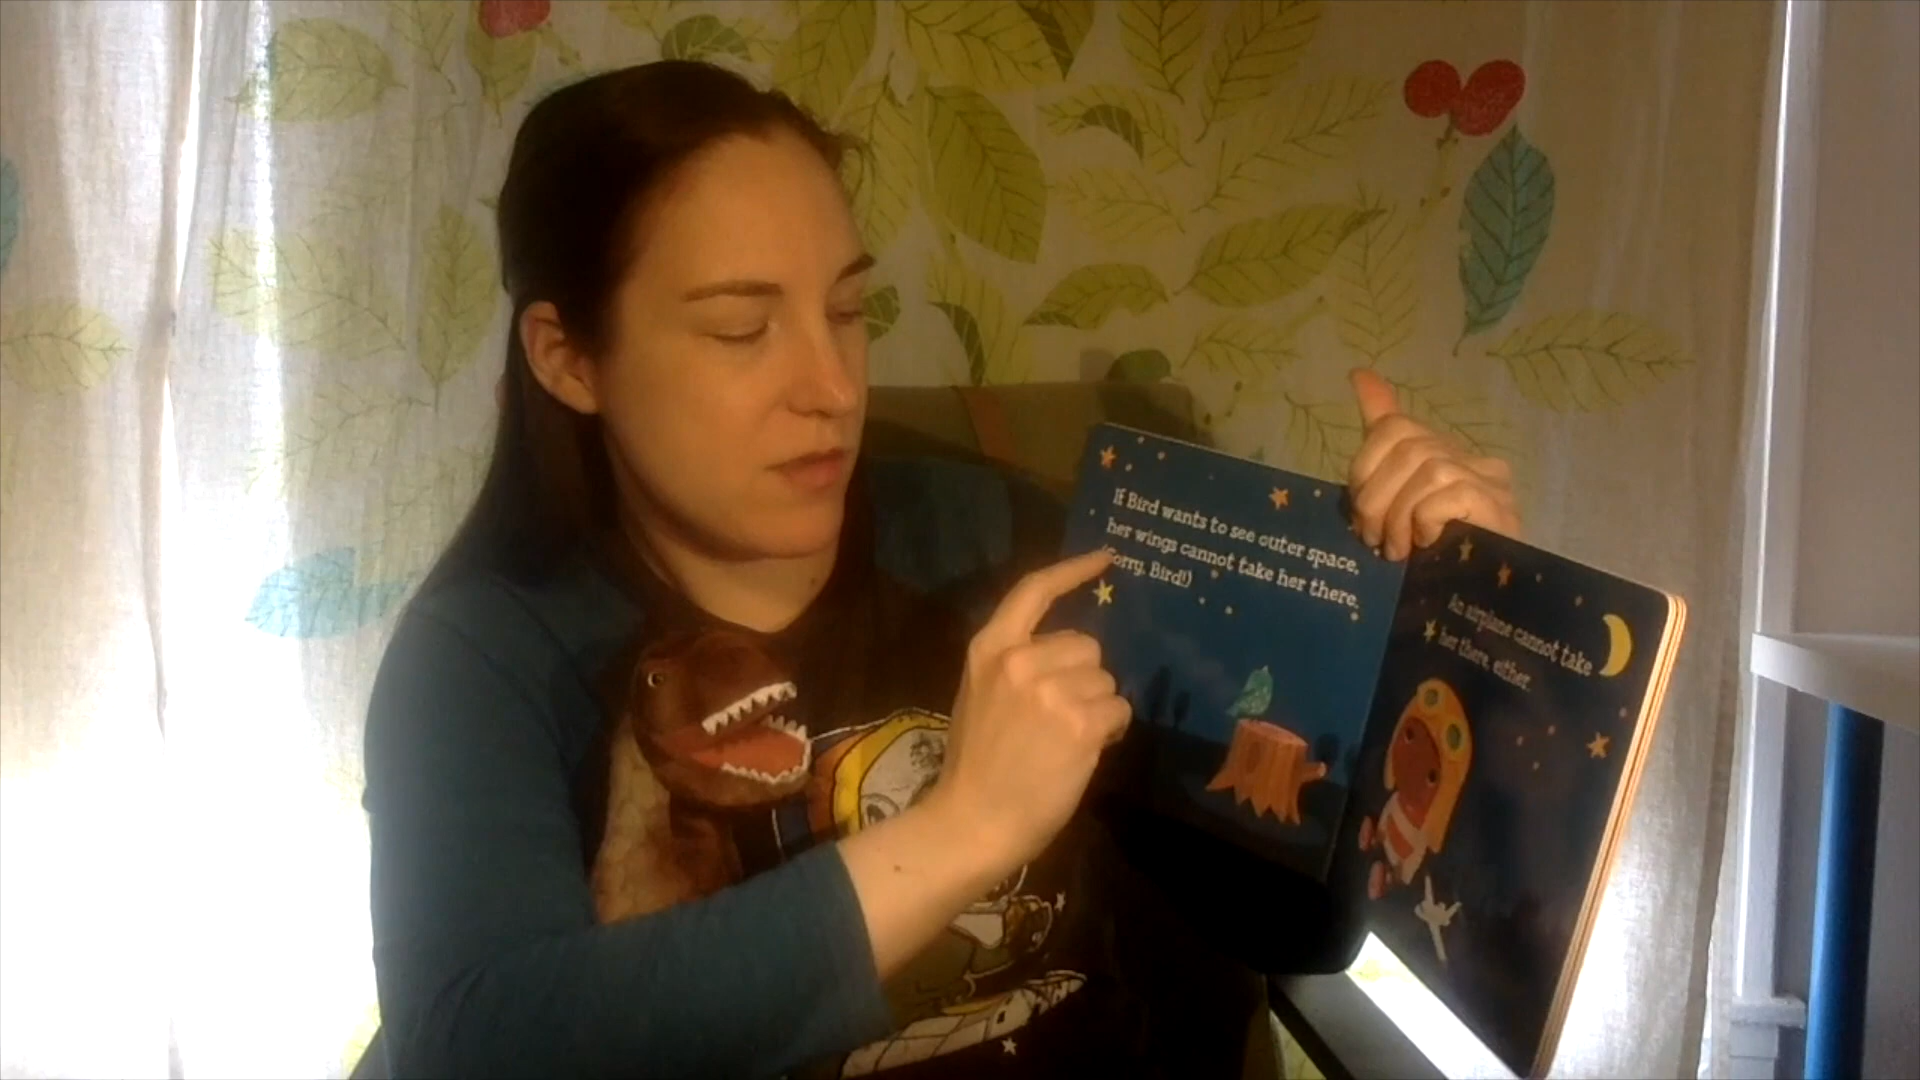 If Bird wants to see outer space,
her wings cannot take her there.
(Sorry, Bird!)
An airplane cannot take
her there, either.